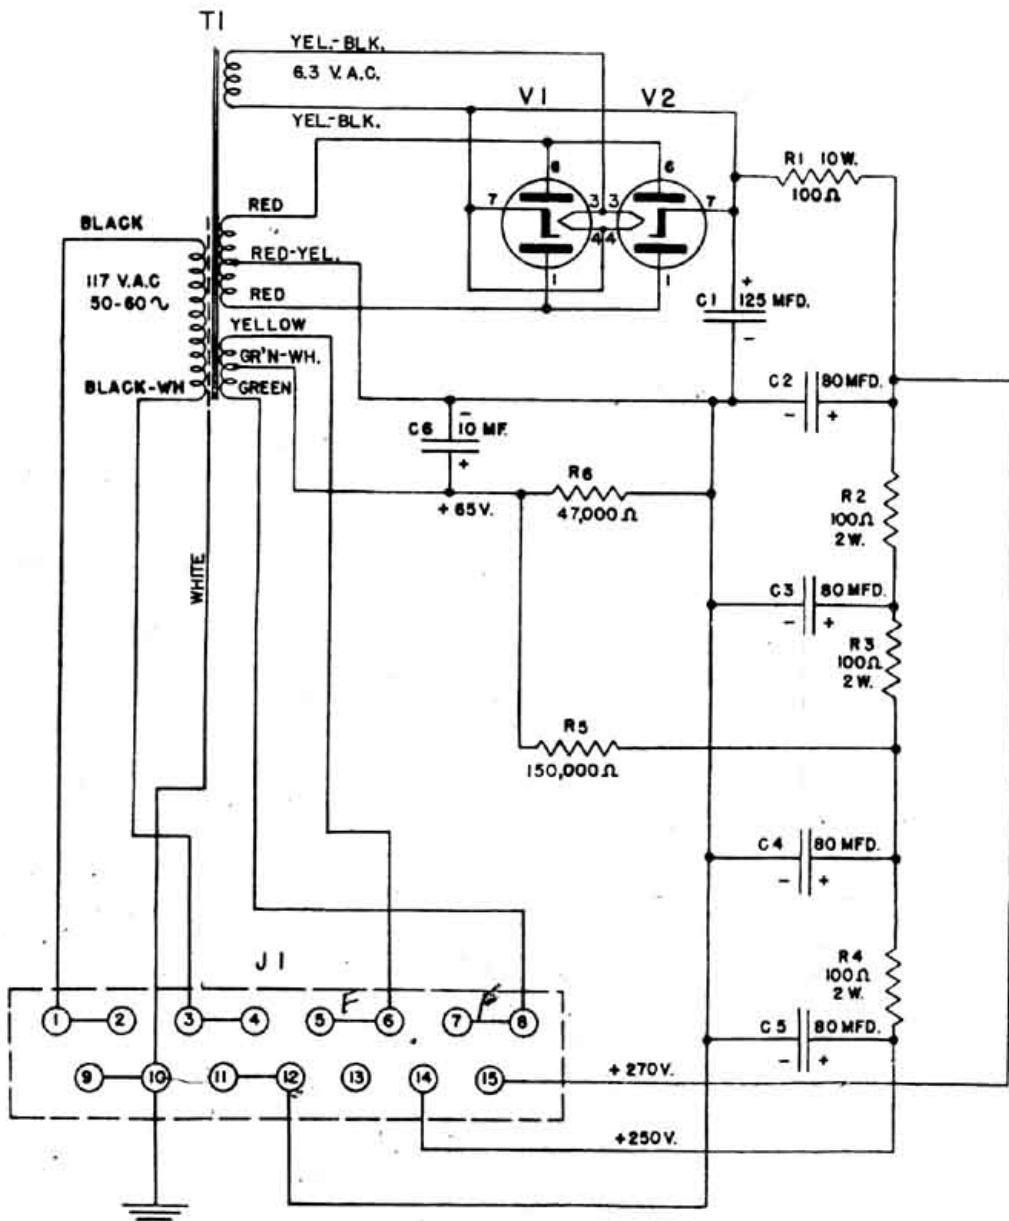 T1
YEL.-BLK.
6.3 V.A.C.
V1 V2
YEL.-BLK.
R1 10W.
100Ω
6 6
7 3 3 7
4 4
1 1
RED
BLACK
RED-YEL.
117 V.A.C
50-60∿
RED
+
C1 125 MFD.
-
YELLOW
GR'N-WH.
BLACK-WH GREEN
C2 80 MFD.
- +
-
C6 10 MF.
+
R6
+65V. 47,000Ω
R2
100Ω
2W.
WHITE
C3 80 MFD.
- +
R3
100Ω
2W.
R5
150,000Ω
C4 80 MFD.
- +
J1
R4
100Ω
2W.
F
1 2 3 4 5 6 7 8
C5 80 MFD.
- +
9 10 11 12 13 14 15
+270V.
+250V.